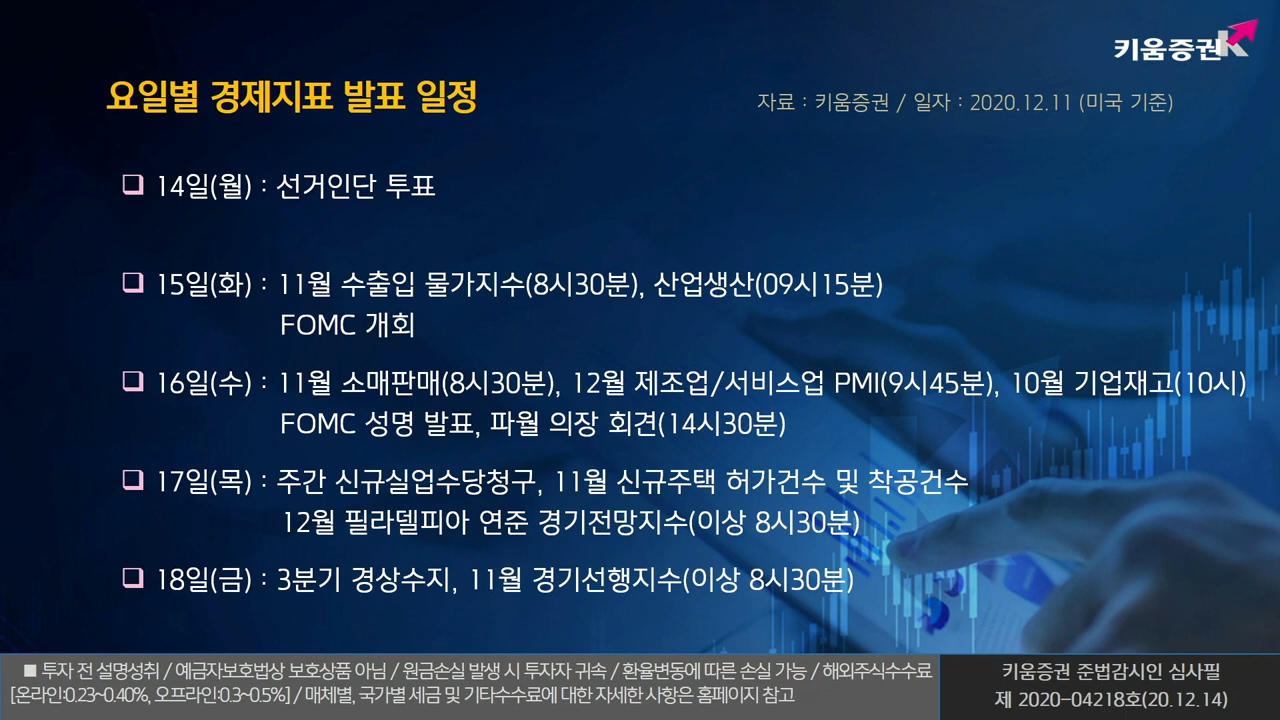 키움증권
요일별 경제지표 발표 일정
자료 : 키움증권 / 일자 : 2020.12.11 (미국 기준)
❑ 14일(월) : 선거인단 투표
❑ 15일(화) : 11월 수출입 물가지수(8시30분), 산업생산(09시15분)
FOMC 개회
❑ 16일(수) : 11월 소매판매(8시30분), 12월 제조업/서비스업 PMI(9시45분), 10월 기업재고(10시)
FOMC 성명 발표, 파월 의장 회견(14시30분)
❑ 17일(목) : 주간 신규실업수당청구, 11월 신규주택 허가건수 및 착공건수
12월 필라델피아 연준 경기전망지수(이상 8시30분)
❑ 18일(금) : 3분기 경상수지, 11월 경기선행지수(이상 8시30분)
■ 투자 전 설명성취 / 예금자보호법상 보호상품 아님 / 원금손실 발생 시 투자자 귀속 / 환율변동에 따른 손실 가능 / 해외주식수수료
[온라인:0.23~0.40%, 오프라인:0.3~0.5%] / 매체별, 국가별 세금 및 기타수수료에 대한 자세한 사항은 홈페이지 참고
키움증권 준법감시인 심사필
제 2020-04218호(20.12.14)